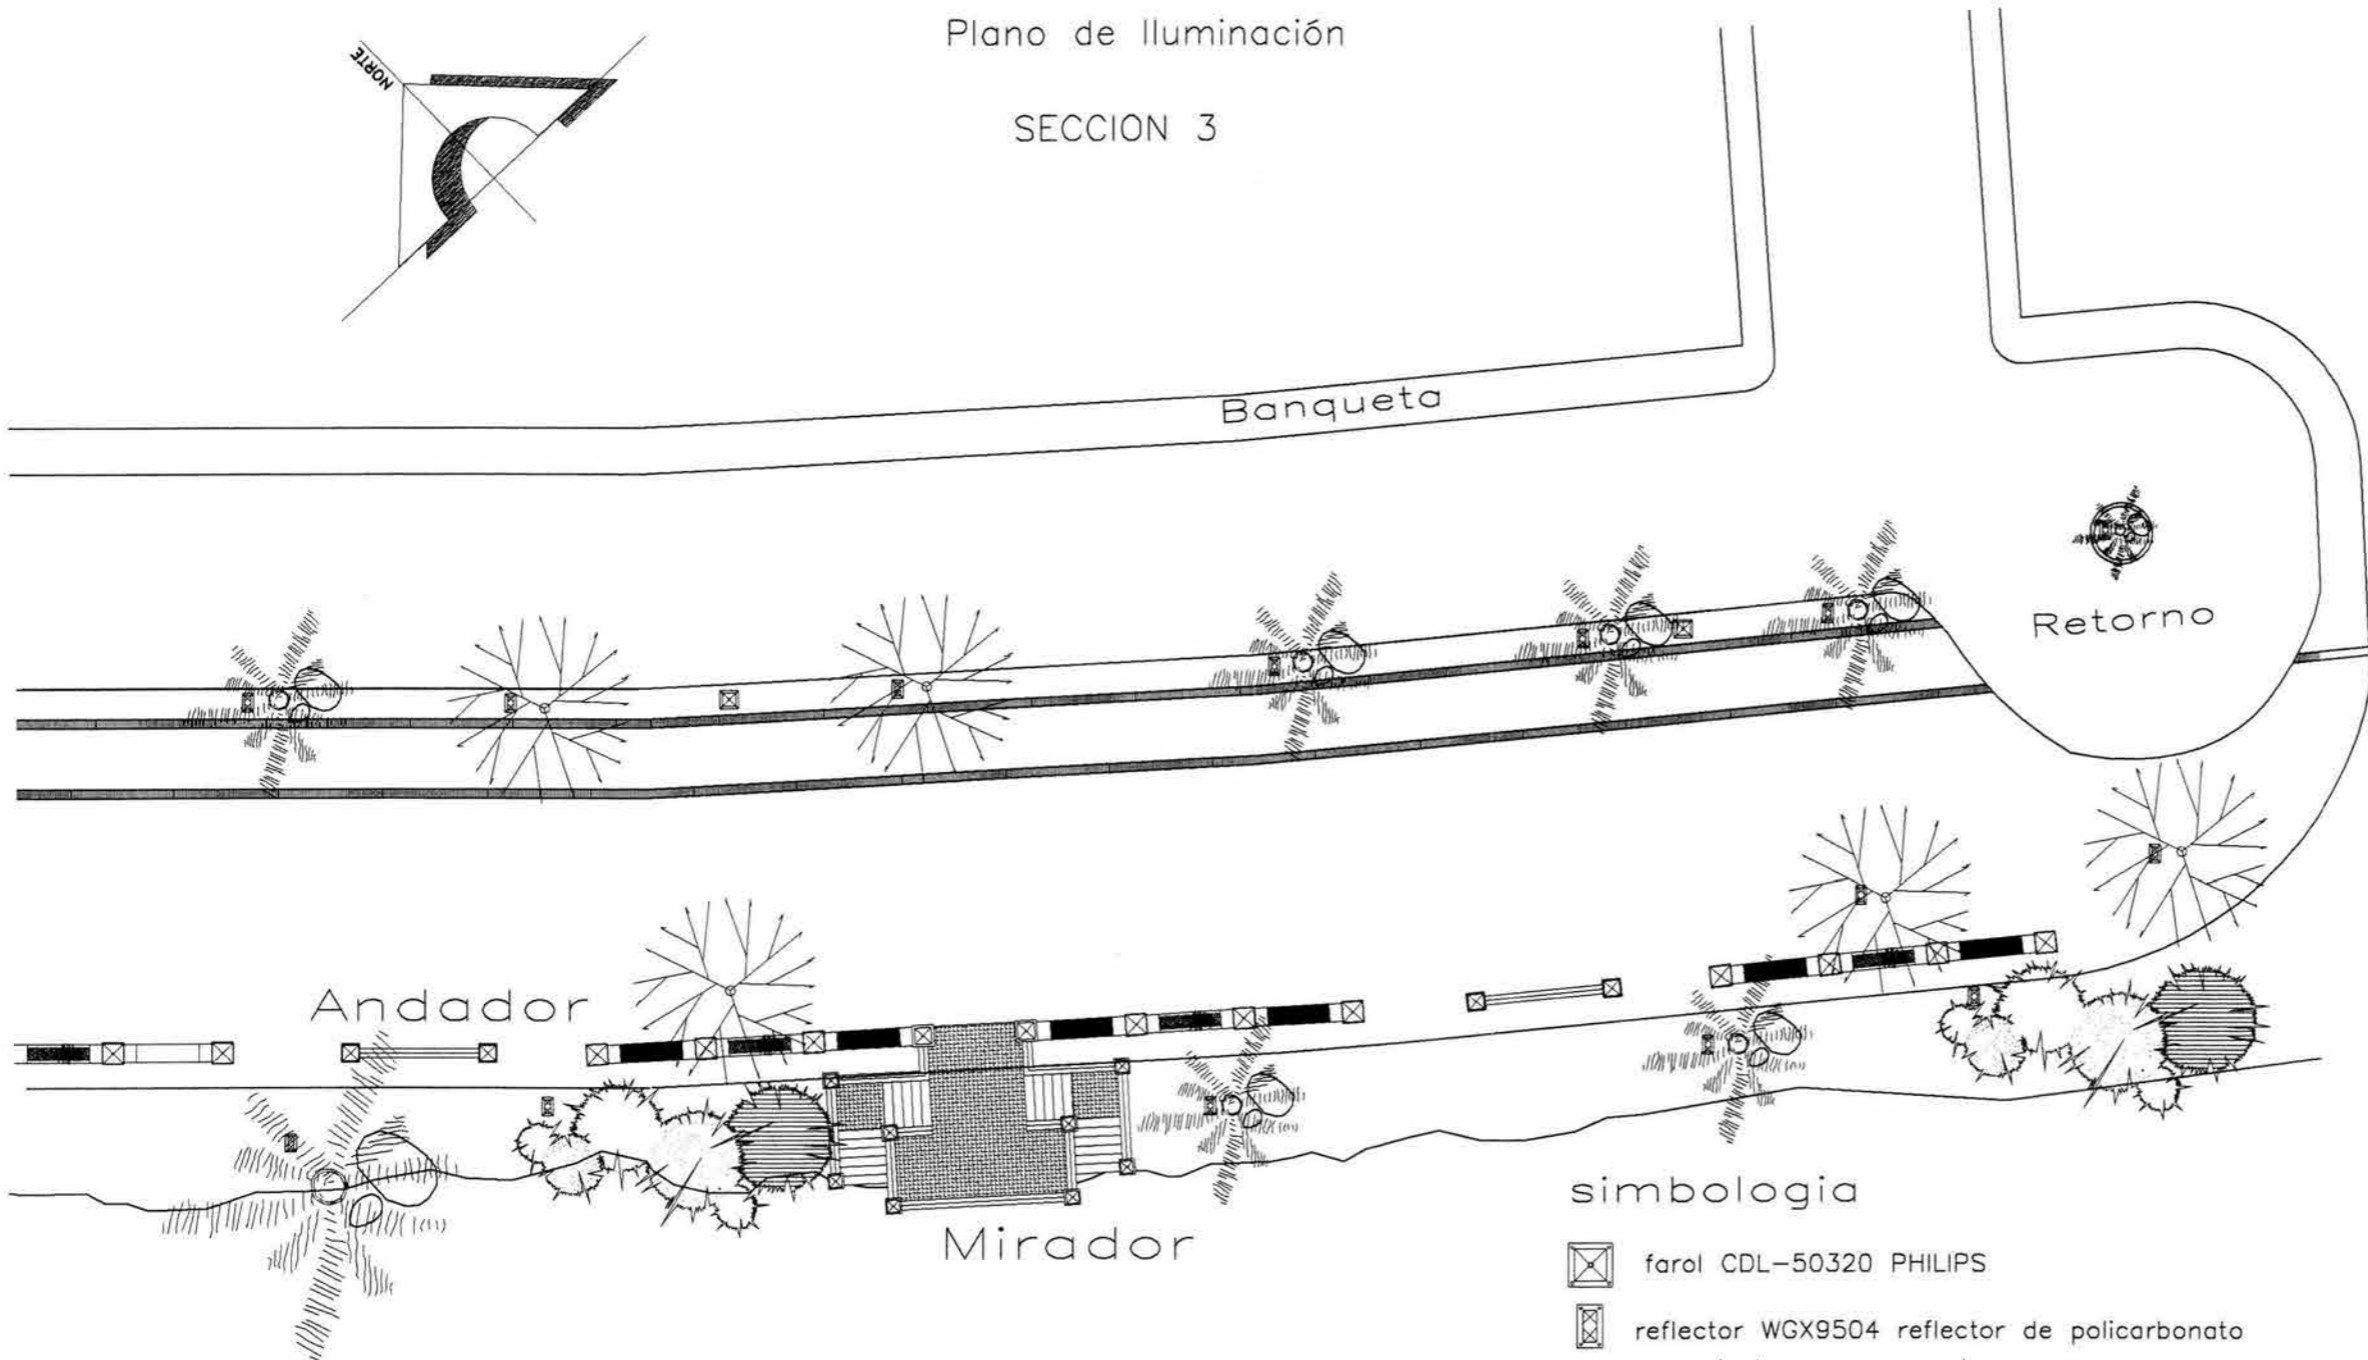 Plano de Iluminación
NORTE
SECCION 3
Banqueta
Retorno
Andador
Mirador
simbologia
farol CDL-50320 PHILIPS
reflector WGX9504 reflector de policarbonato